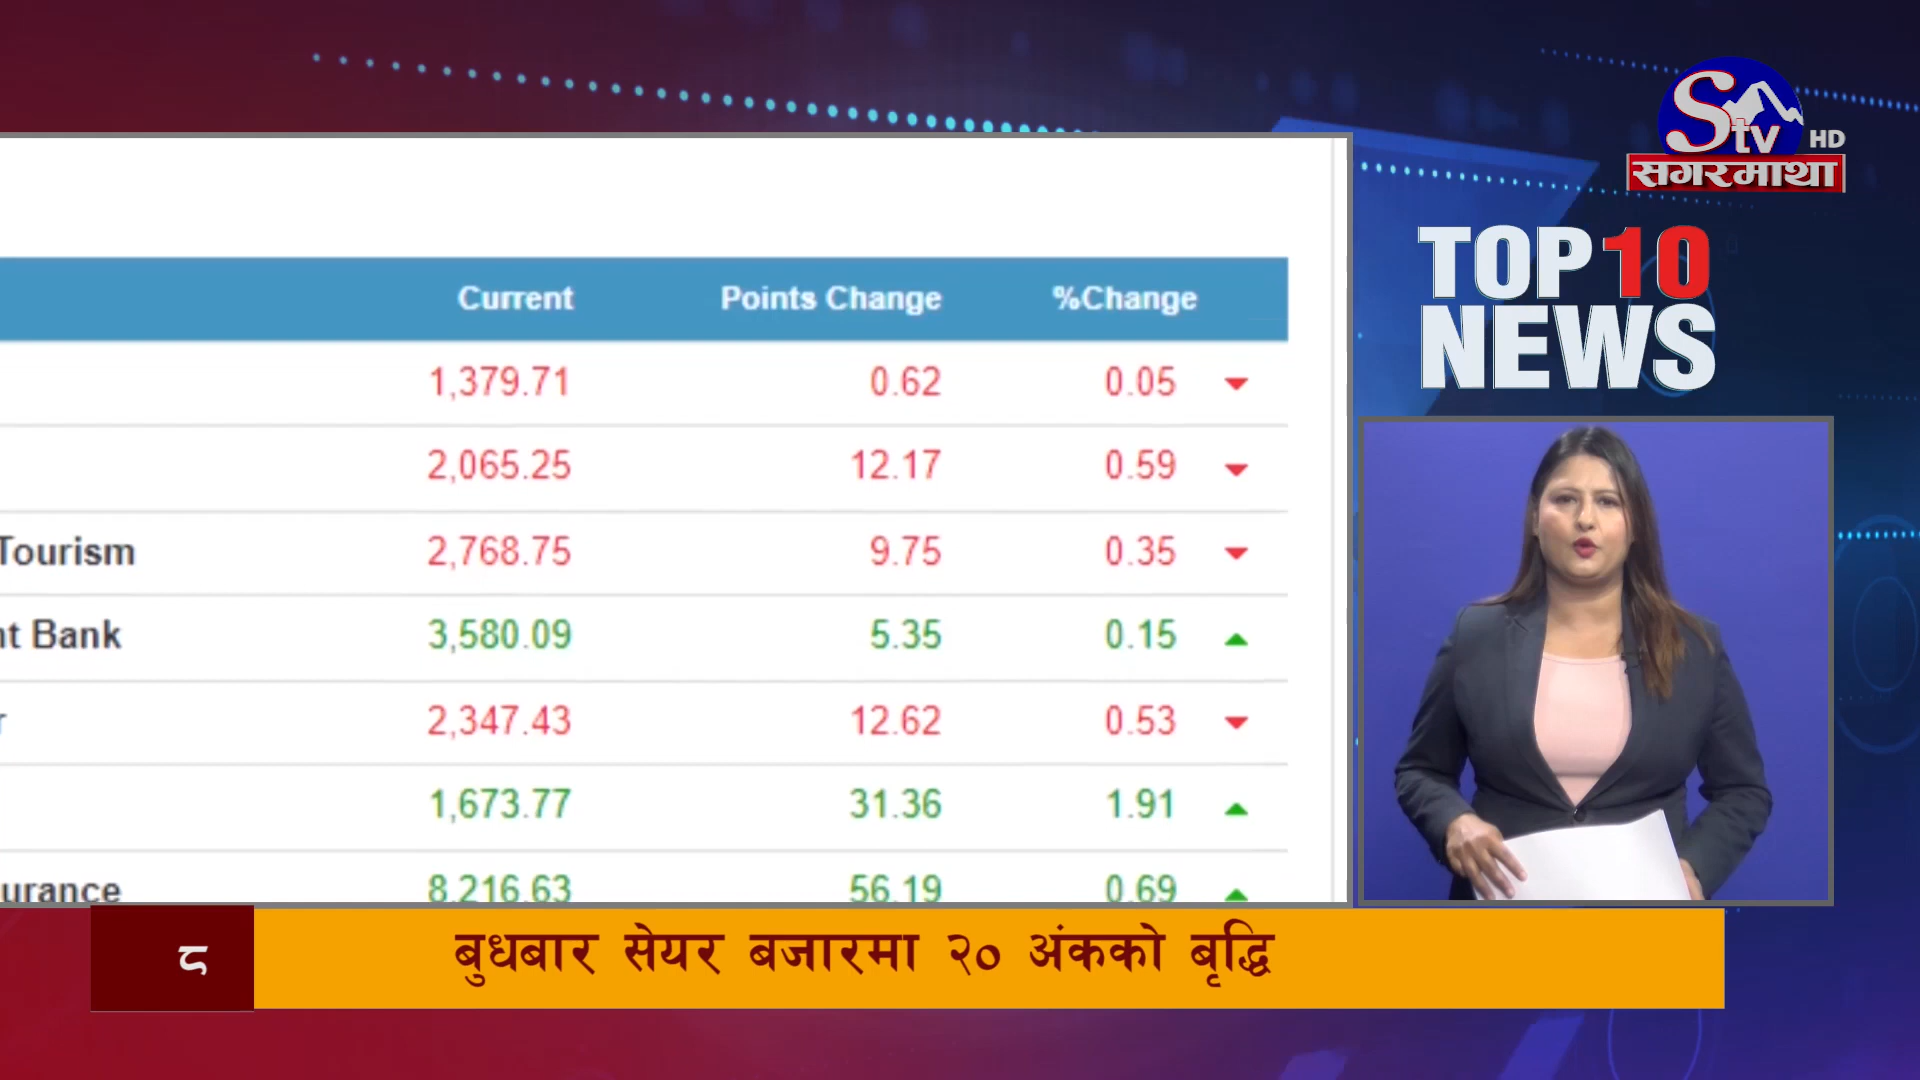 Stv HD
सगरमाथा
TOP 10
NEWS
Current Points Change %Change
1,379.71 0.62 0.05
2,065.25 12.17 0.59
Tourism 2,768.75 9.75 0.35
nt Bank 3,580.09 5.35 0.15
r 2,347.43 12.62 0.53
1,673.77 31.36 1.91
urance 8,216.63 56.19 0.69
८ बुधबार सेयर बजारमा २० अंकको बृद्धि